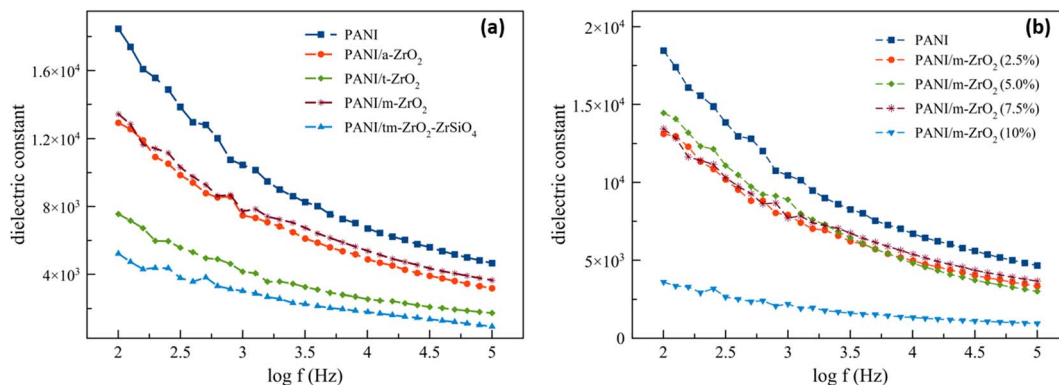 (a)
dielectric constant
1.6×10⁴
1.2×10⁴
8×10³
4×10³
PANI
PANI/a-ZrO₂
PANI/t-ZrO₂
PANI/m-ZrO₂
PANI/tm-ZrO₂-ZrSiO₄
2 2.5 3 3.5 4 4.5 5
log f (Hz)
(b)
dielectric constant
2×10⁴
1.5×10⁴
10⁴
5×10³
0
PANI
PANI/m-ZrO₂ (2.5%)
PANI/m-ZrO₂ (5.0%)
PANI/m-ZrO₂ (7.5%)
PANI/m-ZrO₂ (10%)
2 2.5 3 3.5 4 4.5 5
log f (Hz)